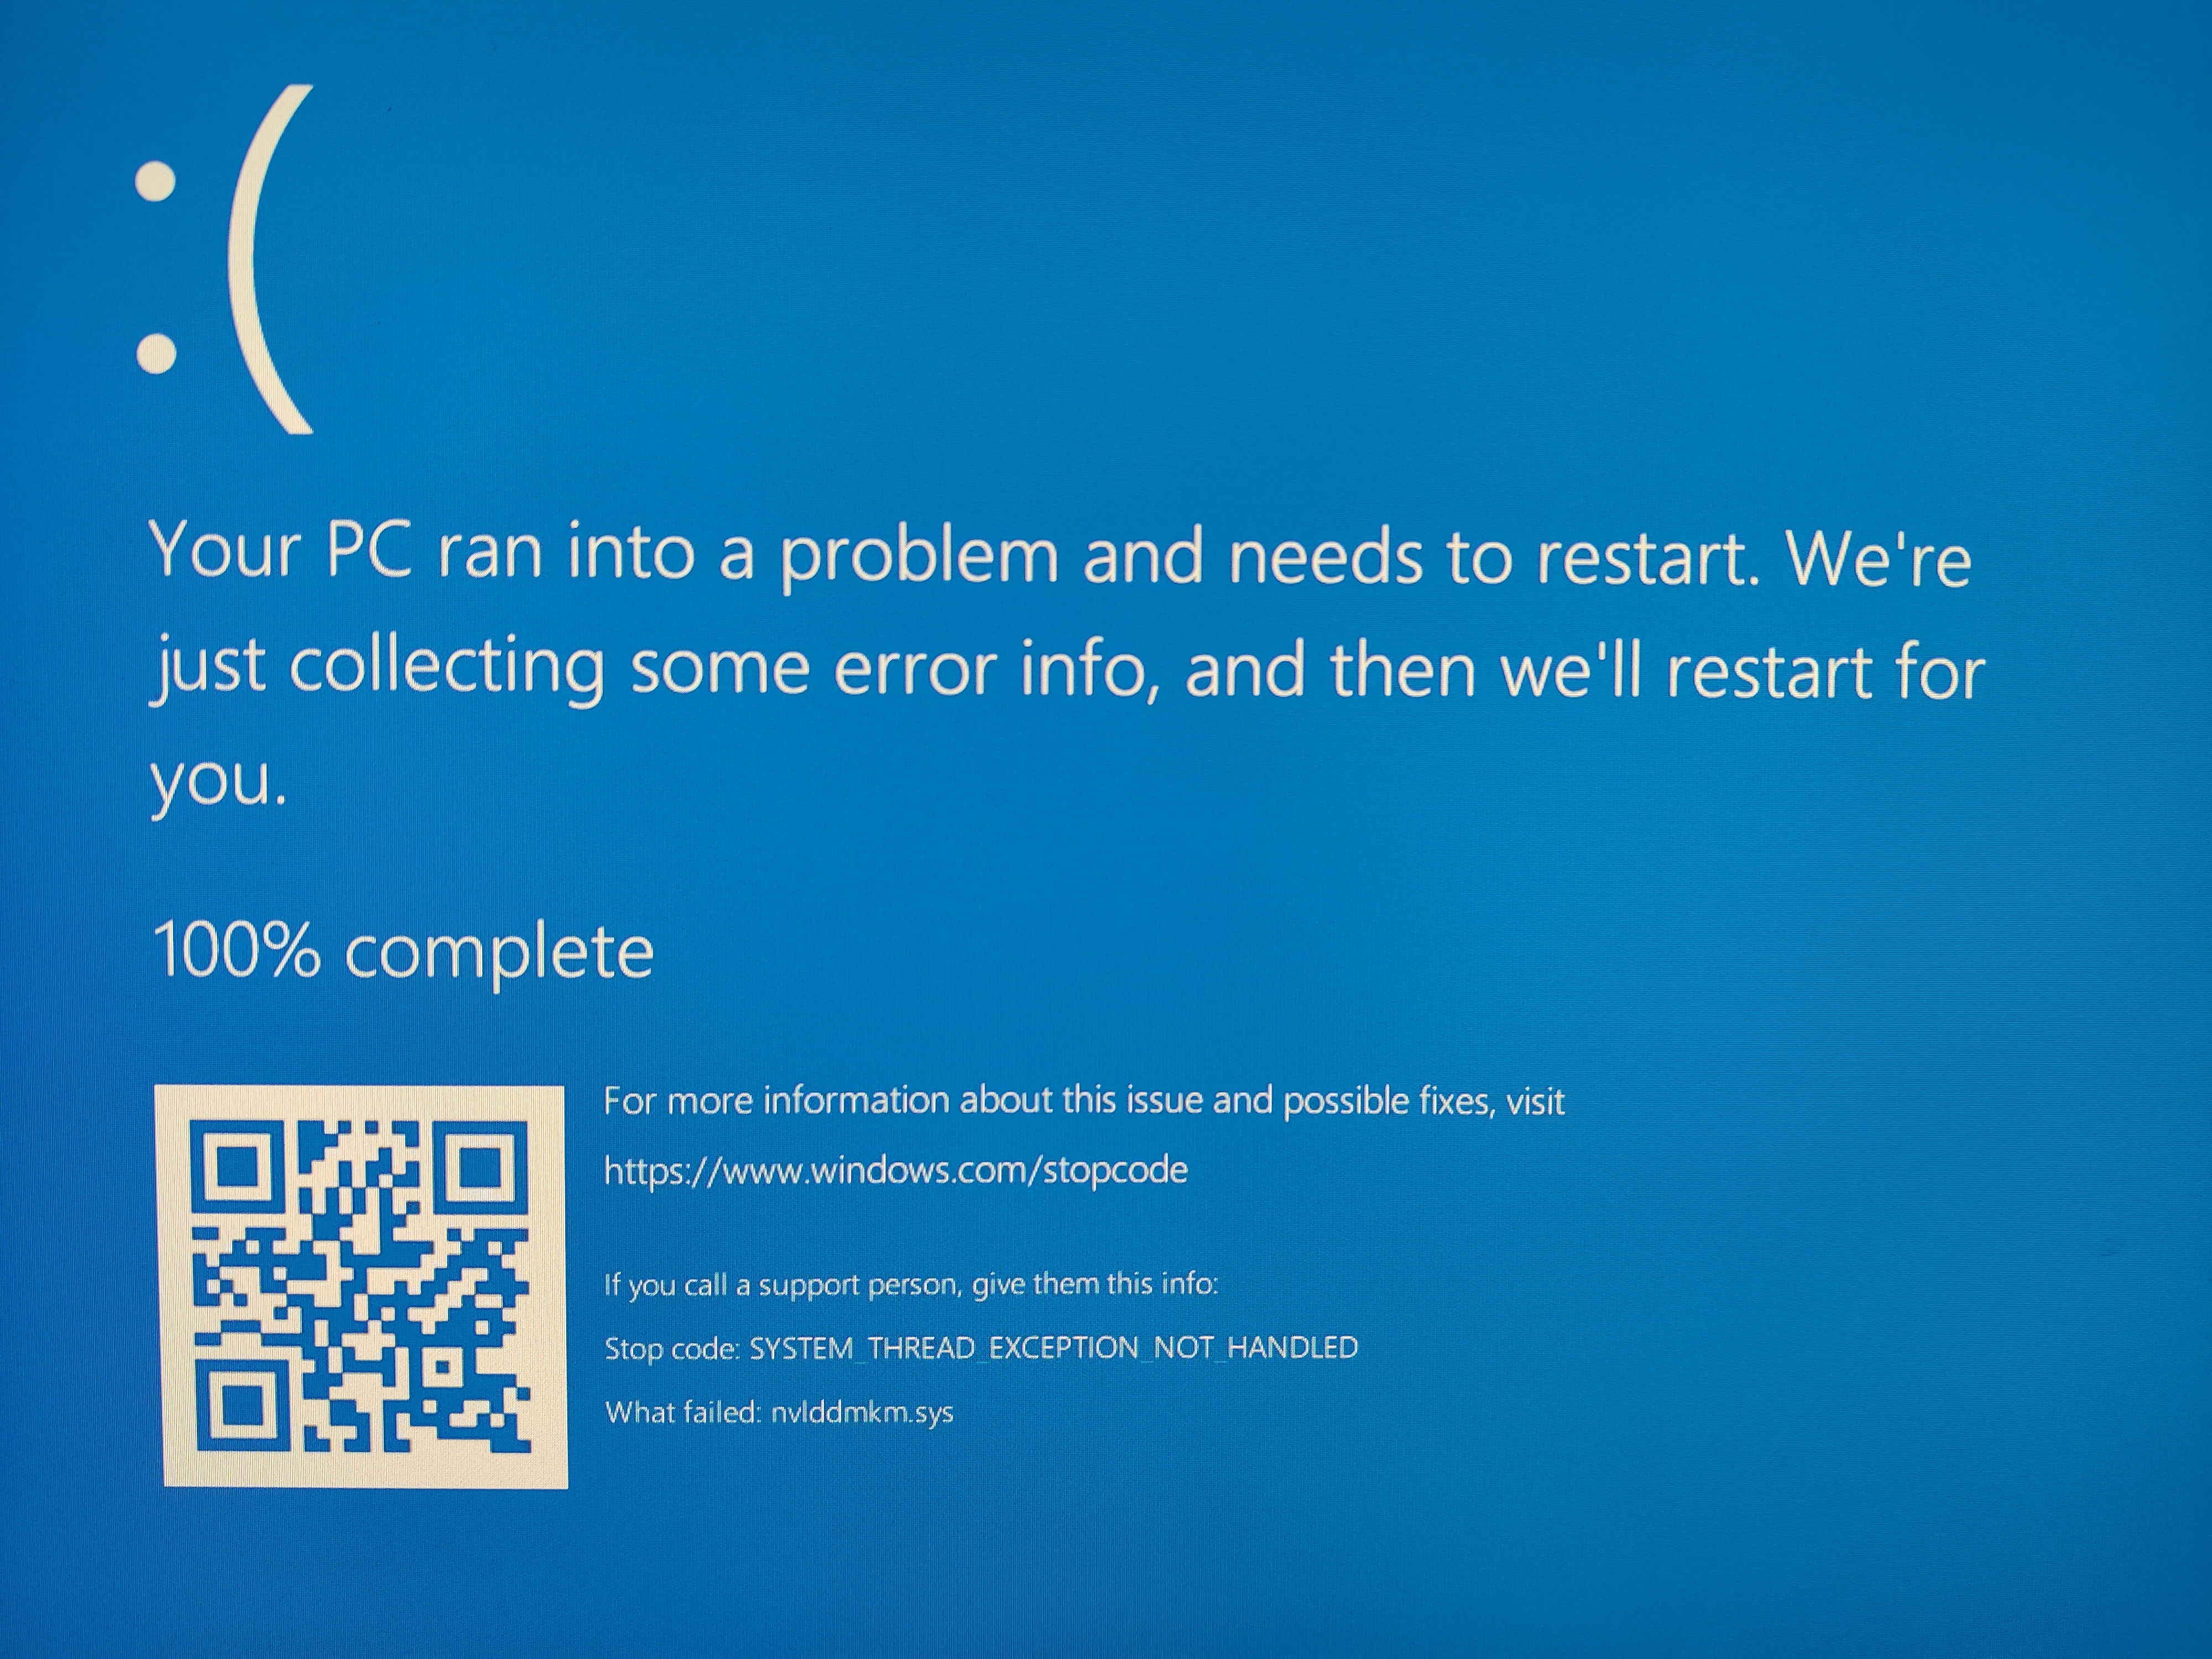 :(
Your PC ran into a problem and needs to restart. We're
just collecting some error info, and then we'll restart for
you.
100% complete
For more information about this issue and possible fixes, visit
https://www.windows.com/stopcode
If you call a support person, give them this info:
Stop code: SYSTEM_THREAD_EXCEPTION_NOT_HANDLED
What failed: nvlddmkm.sys